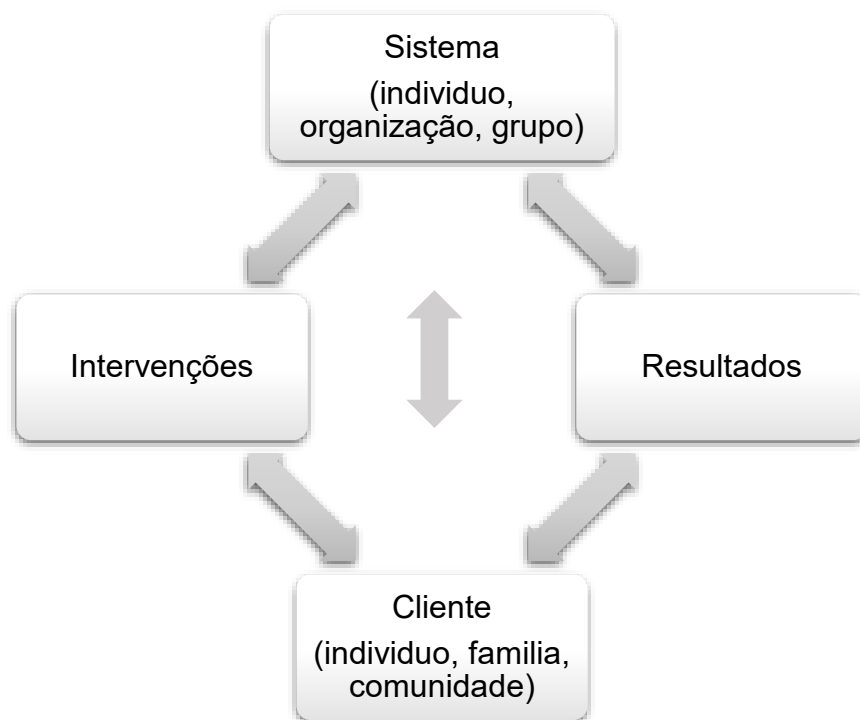 Sistema
(individuo,
organização, grupo)
Intervenções
Resultados
Cliente
(individuo, familia,
comunidade)